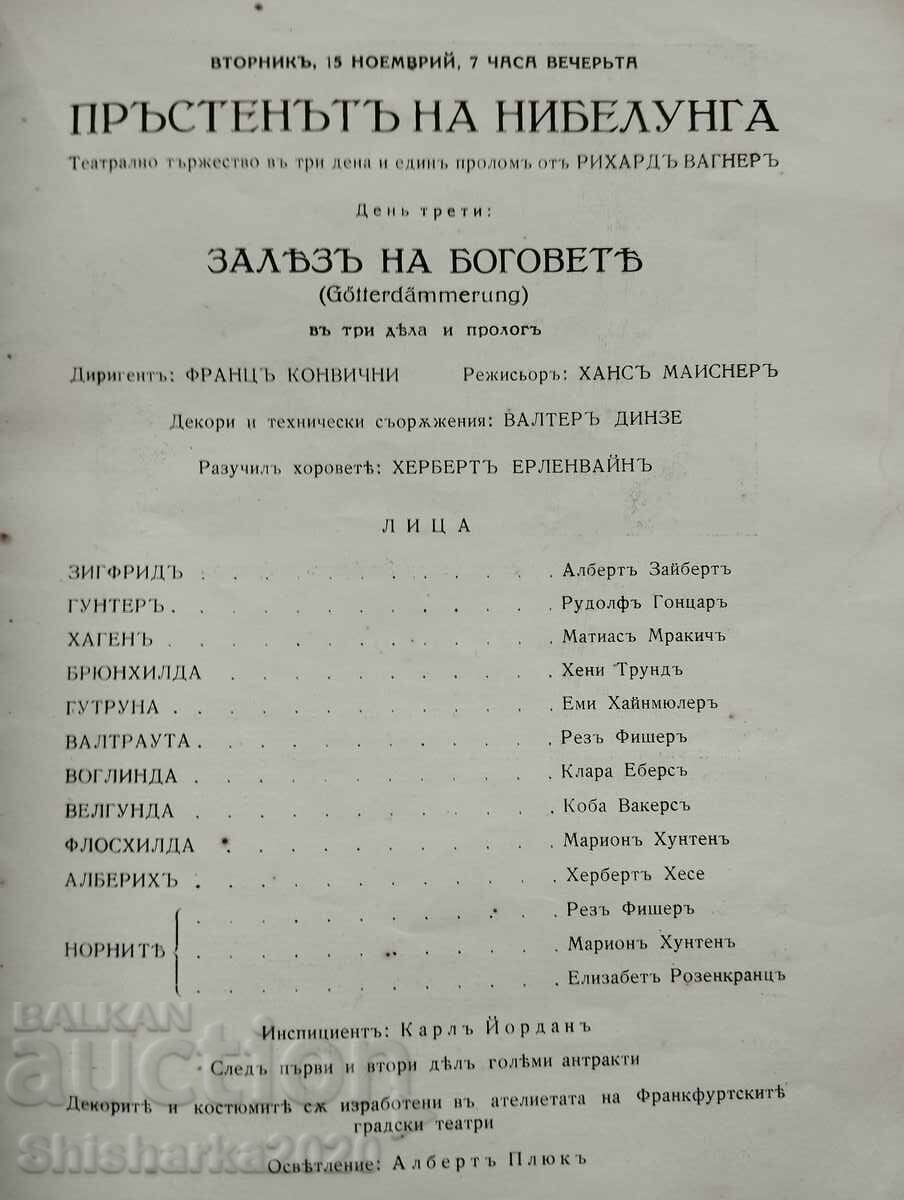 ВТОРНИКЪ, 15 НОЕМВРИЙ, 7 ЧАСА ВЕЧЕРЬТА
ПРЪСТЕНЪТЪ НА НИБЕЛУНГА
Театрално тържество въ три дена и единъ проломъ отъ РИХАРДЪ ВАГНЕРЪ
День трети:
ЗАЛѢЗЪ НА БОГОВЕТѢ
(Götterdämmerung)
въ три дѣла и прологъ
Диригентъ: ФРАНЦЪ КОНВИЧНИ Режисьоръ: ХАНСЪ МАЙСНЕРЪ
Декори и технически съорѫжения: ВАЛТЕРЪ ДИНЗЕ
Разучилъ хороветѣ: ХЕРБЕРТЪ ЕРЛЕНВАЙНЪ
ЛИЦА
ЗИГФРИДЪ . . . . . . . . . . . . Албертъ Зайбертъ
ГУНТЕРЪ . . . . . . . . . . . . Рудолфъ Гонцаръ
ХАГЕНЪ . . . . . . . . . . . . Матиасъ Мракичъ
БРЮНХИЛДА . . . . . . . . . . . Хени Трундъ
ГУТРУНА . . . . . . . . . . . . Еми Хайнмюлеръ
ВАЛТРАУТА . . . . . . . . . . . . Резъ Фишеръ
ВОГЛИНДА . . . . . . . . . . . . Клара Еберсъ
ВЕЛГУНДА . . . . . . . . . . . . Коба Вакерсъ
ФЛОСХИЛДА . . . . . . . . . . . Марионъ Хунтенъ
АЛБЕРИХЪ . . . . . . . . . . . . Хербертъ Хесе
. . . . . . . . . . . . Резъ Фишеръ
НОРНИТѢ { . . . . . . . . . . . . Марионъ Хунтенъ
. . . . . . . . . . . . Елизабетъ Розенкранцъ
Инспициентъ: Карлъ Йорданъ
Следъ първи и втори дѣлъ голѣми антракти
Декоритѣ и костюмитѣ сѫ изработени въ ателиетата на Франкфуртскитѣ
градски театри
Освѣтление: Албертъ Плюкъ
BALKAN
auction
Shisharka2020